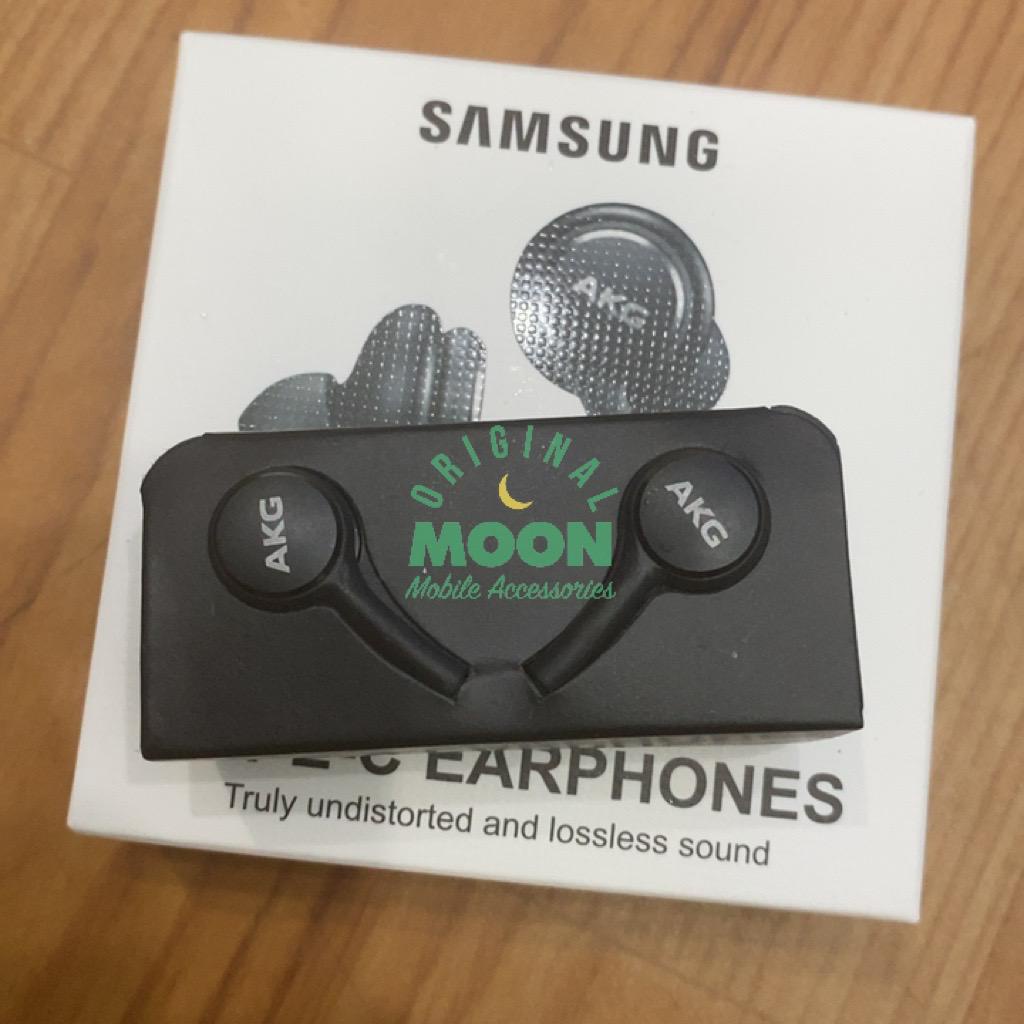 SAMSUNG
AKG
ORIGINAL
MOON
Mobile Accessories
AKG
AKG
EARPHONES
Truly undistorted and lossless sound